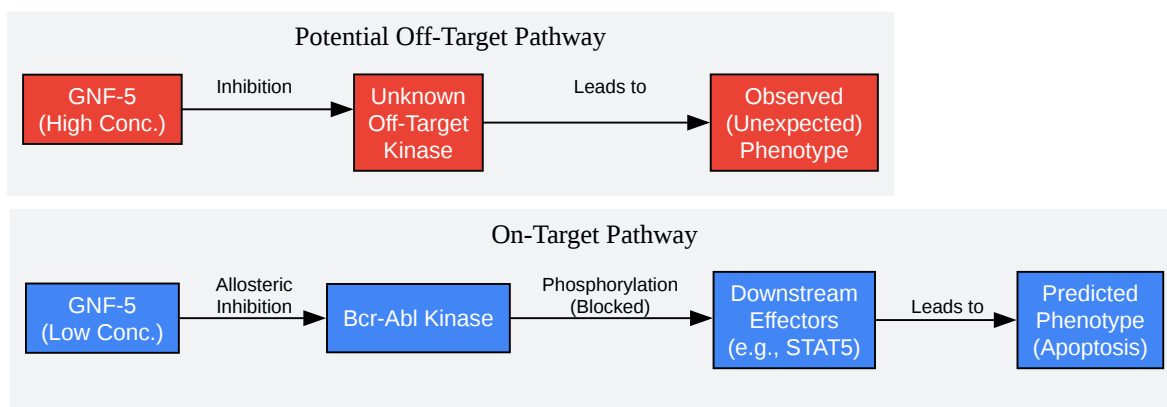 Potential Off-Target Pathway
GNF-5
(High Conc.)
Inhibition
Unknown
Off-Target
Kinase
Leads to
Observed
(Unexpected)
Phenotype
On-Target Pathway
GNF-5
(Low Conc.)
Allosteric
Inhibition
Bcr-Abl Kinase
Phosphorylation
(Blocked)
Downstream
Effectors
(e.g., STAT5)
Leads to
Predicted
Phenotype
(Apoptosis)